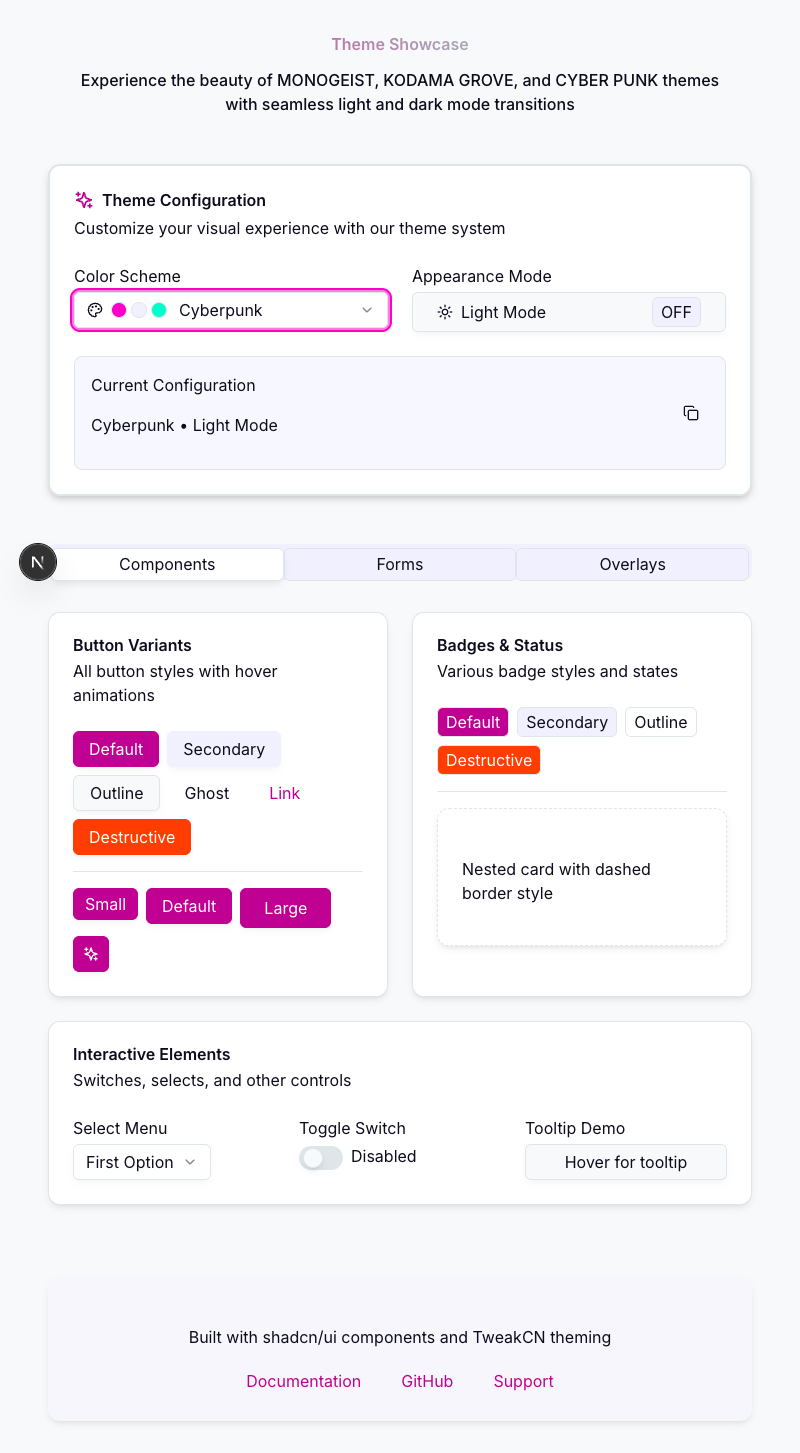 Theme Showcase
Experience the beauty of MONOGEIST, KODAMA GROVE, and CYBER PUNK themes
with seamless light and dark mode transitions
Theme Configuration
Customize your visual experience with our theme system
Color Scheme
Cyberpunk
Appearance Mode
Light Mode
OFF
Current Configuration
Cyberpunk • Light Mode
N
Components
Forms
Overlays
Button Variants
All button styles with hover
animations
Default
Secondary
Outline
Ghost
Link
Destructive
Small
Default
Large
Badges & Status
Various badge styles and states
Default
Secondary
Outline
Destructive
Nested card with dashed
border style
Interactive Elements
Switches, selects, and other controls
Select Menu
First Option
Toggle Switch
Disabled
Tooltip Demo
Hover for tooltip
Built with shadcn/ui components and TweakCN theming
Documentation
GitHub
Support